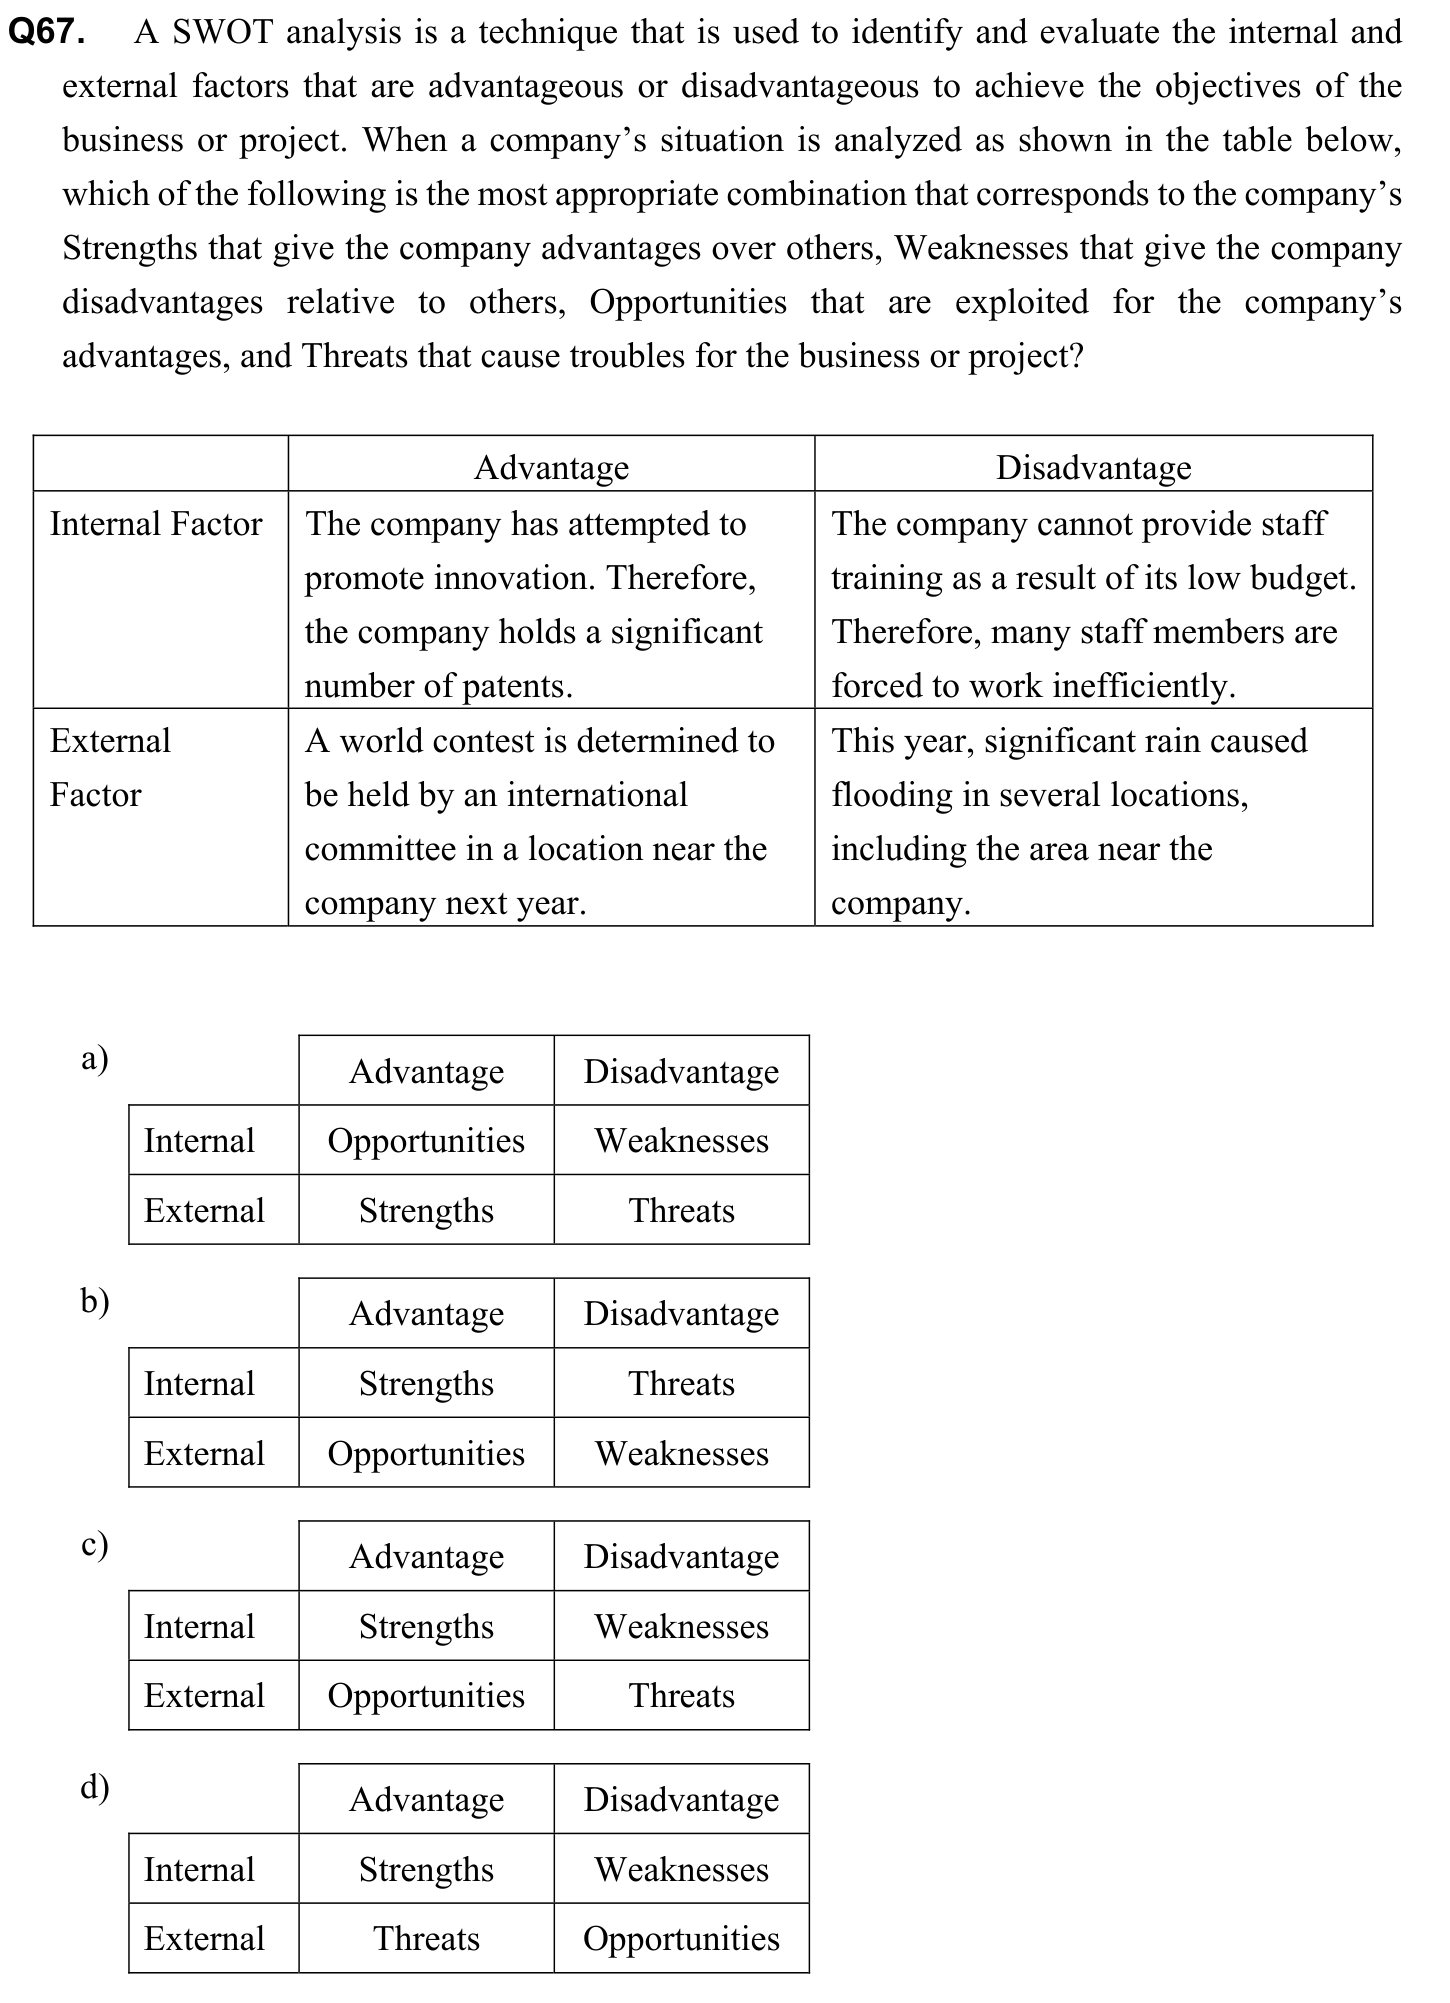 Q67. A SWOT analysis is a technique that is used to identify and evaluate the internal and
external factors that are advantageous or disadvantageous to achieve the objectives of the
business or project. When a company’s situation is analyzed as shown in the table below,
which of the following is the most appropriate combination that corresponds to the company’s
Strengths that give the company advantages over others, Weaknesses that give the company
disadvantages relative to others, Opportunities that are exploited for the company’s
advantages, and Threats that cause troubles for the business or project?
Advantage Disadvantage
Internal Factor The company has attempted to The company cannot provide staff
promote innovation. Therefore, training as a result of its low budget.
the company holds a significant Therefore, many staff members are
number of patents. forced to work inefficiently.
External A world contest is determined to This year, significant rain caused
Factor be held by an international flooding in several locations,
committee in a location near the including the area near the
company next year. company.
a) Advantage Disadvantage
Internal Opportunities Weaknesses
External Strengths Threats
b) Advantage Disadvantage
Internal Strengths Threats
External Opportunities Weaknesses
c) Advantage Disadvantage
Internal Strengths Weaknesses
External Opportunities Threats
d) Advantage Disadvantage
Internal Strengths Weaknesses
External Threats Opportunities